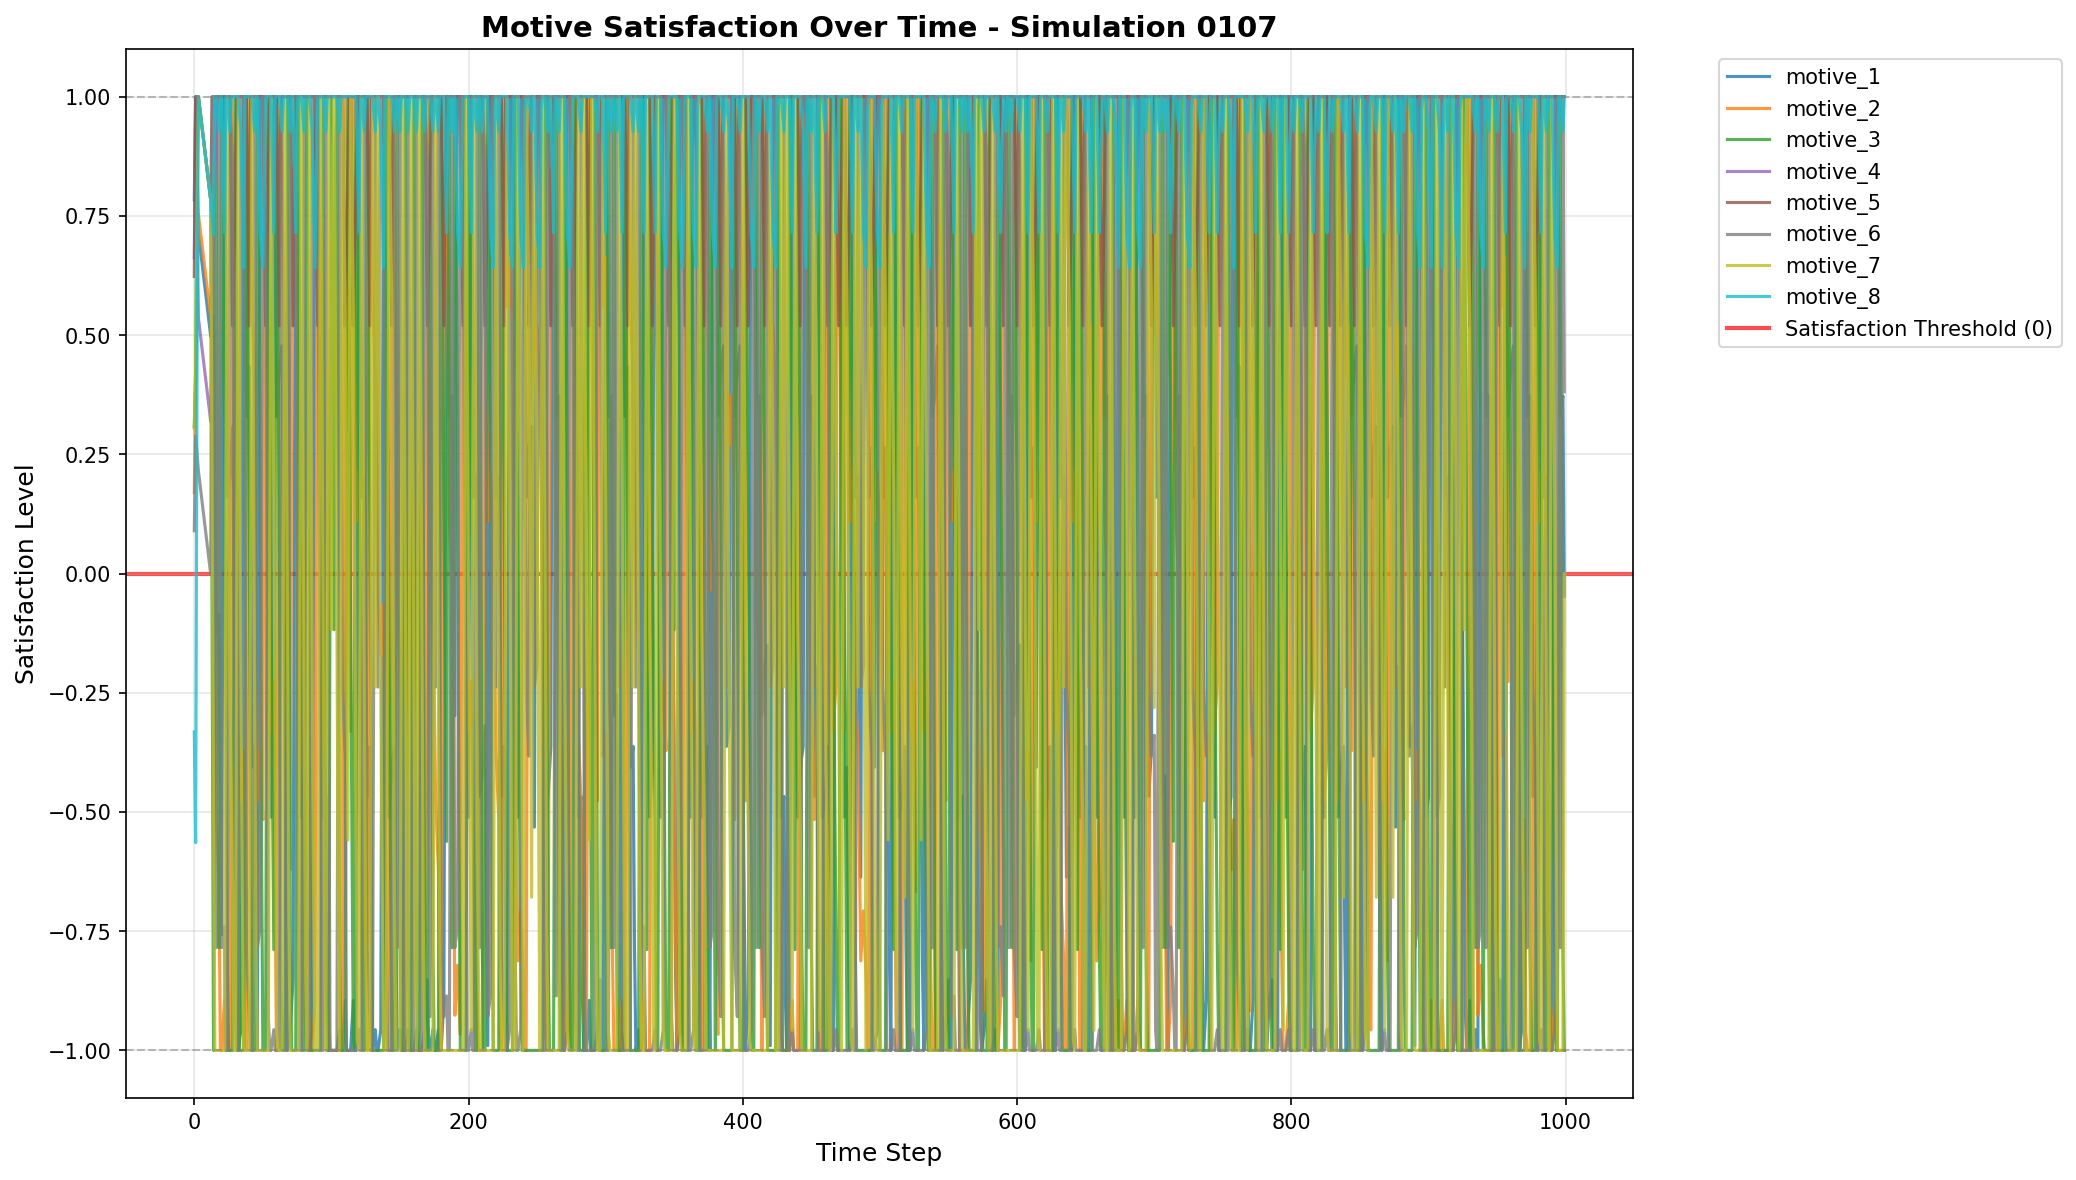 Motive Satisfaction Over Time - Simulation 0107
Satisfaction Level
1.00
0.75
0.50
0.25
0.00
−0.25
−0.50
−0.75
−1.00
0
200
400
600
800
1000
Time Step
motive_1
motive_2
motive_3
motive_4
motive_5
motive_6
motive_7
motive_8
Satisfaction Threshold (0)